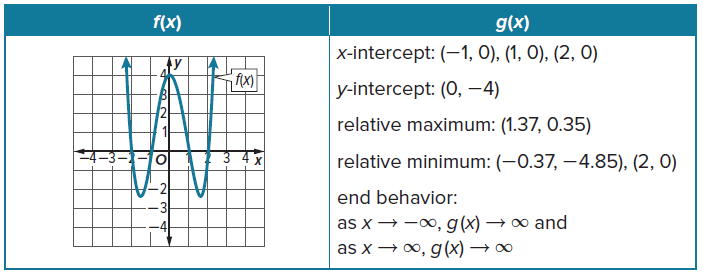 f(x)
g(x)
y
4
3
2
1
f(x)
-4 -3 -2 -1 O 1 2 3 4 x
-2
-3
-4
x-intercept: (−1, 0), (1, 0), (2, 0)
y-intercept: (0, −4)
relative maximum: (1.37, 0.35)
relative minimum: (−0.37, −4.85), (2, 0)
end behavior:
as x → −∞, g(x) → ∞ and
as x → ∞, g(x) → ∞